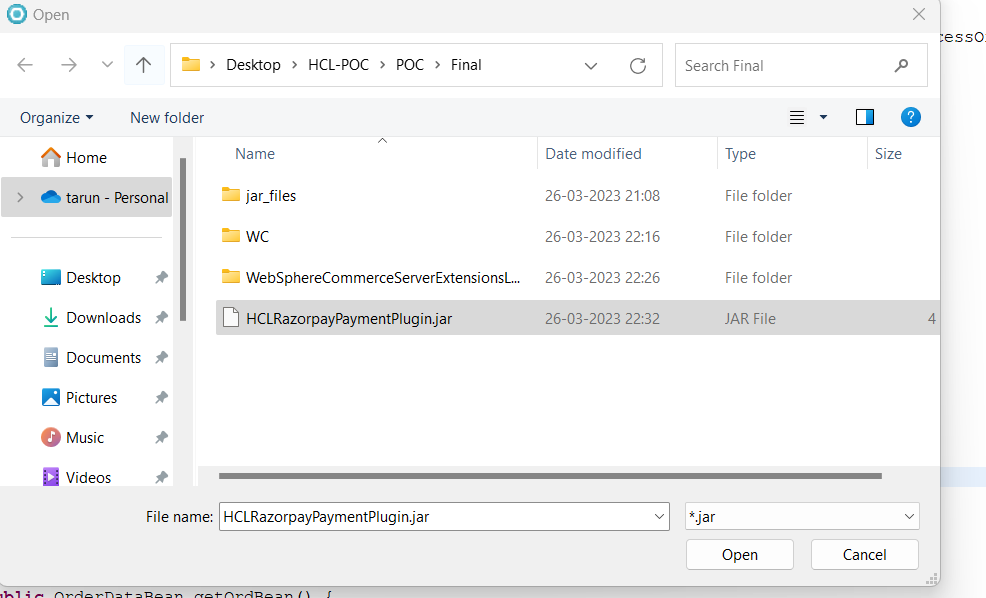 Open
cessO
Desktop > HCL-POC > POC > Final
Search Final
Organize
New folder
Name
Date modified
Type
Size
Home
tarun - Personal
Desktop
Downloads
Documents
Pictures
Music
Videos
jar_files 26-03-2023 21:08 File folder
WC 26-03-2023 22:16 File folder
WebSphereCommerceServerExtensionsL... 26-03-2023 22:26 File folder
HCLRazorpayPaymentPlugin.jar 26-03-2023 22:32 JAR File 4
File name: HCLRazorpayPaymentPlugin.jar
*.jar
Open
Cancel
ublic OrderDataBean getOrdBean() {